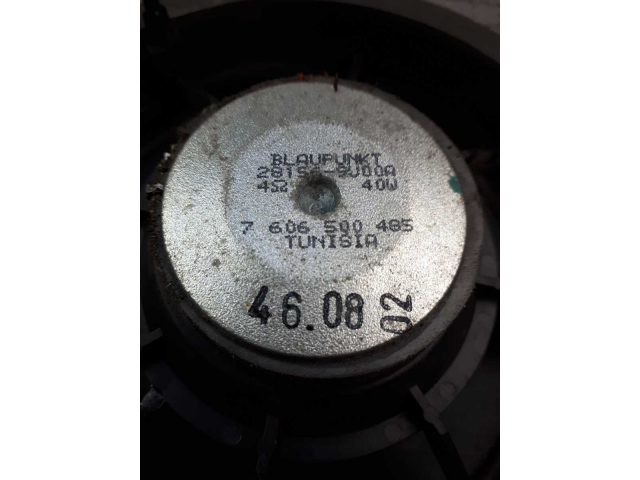 BLAUPUNKT
28156-9U00A
4Ω 40W
7 606 500 485
TUNISIA
46.08 02